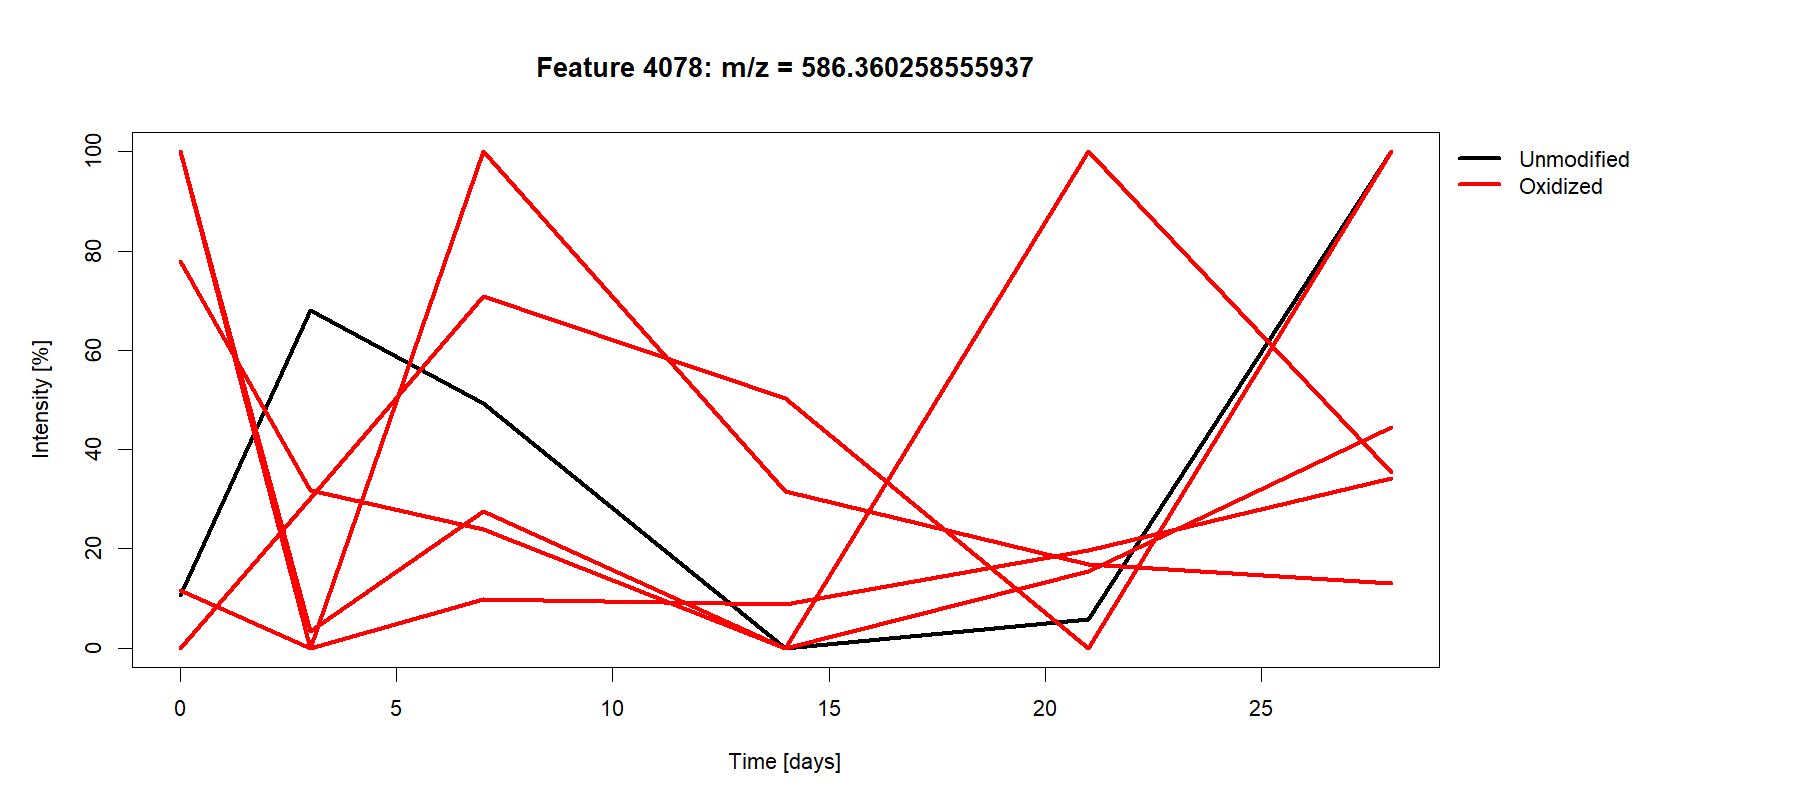 Feature 4078: m/z = 586.360258555937
Unmodified
Oxidized
Intensity [%]
100
80
60
40
20
0
0 5 10 15 20 25
Time [days]